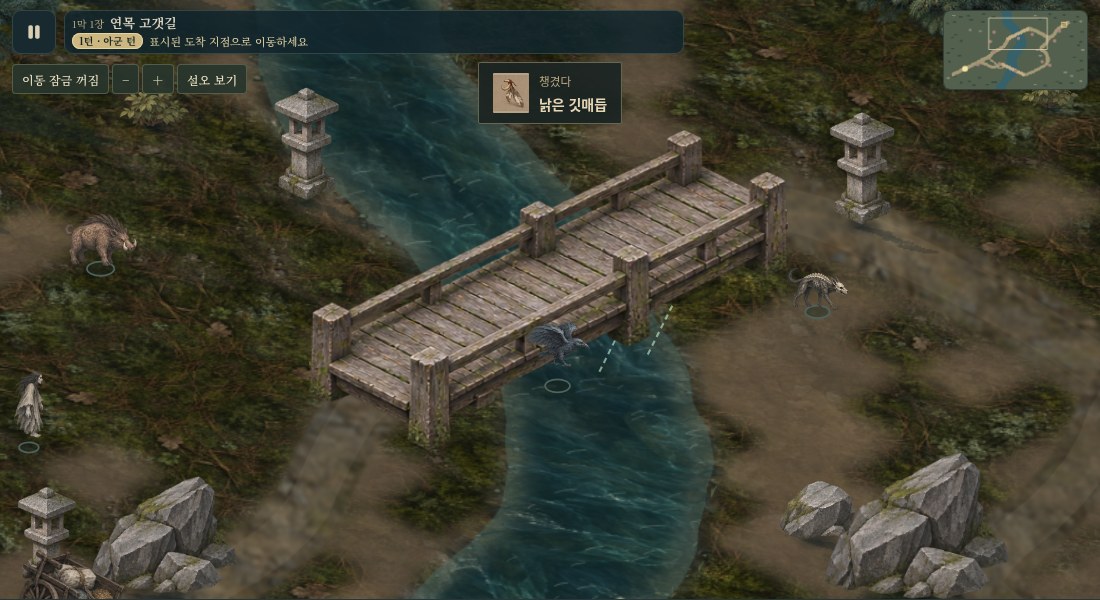 1막 1장 연목 고갯길
1턴 · 아군 턴 표시된 도착 지점으로 이동하세요
이동 잠금 꺼짐 − + 설오 보기
챙겼다
낡은 깃매듭